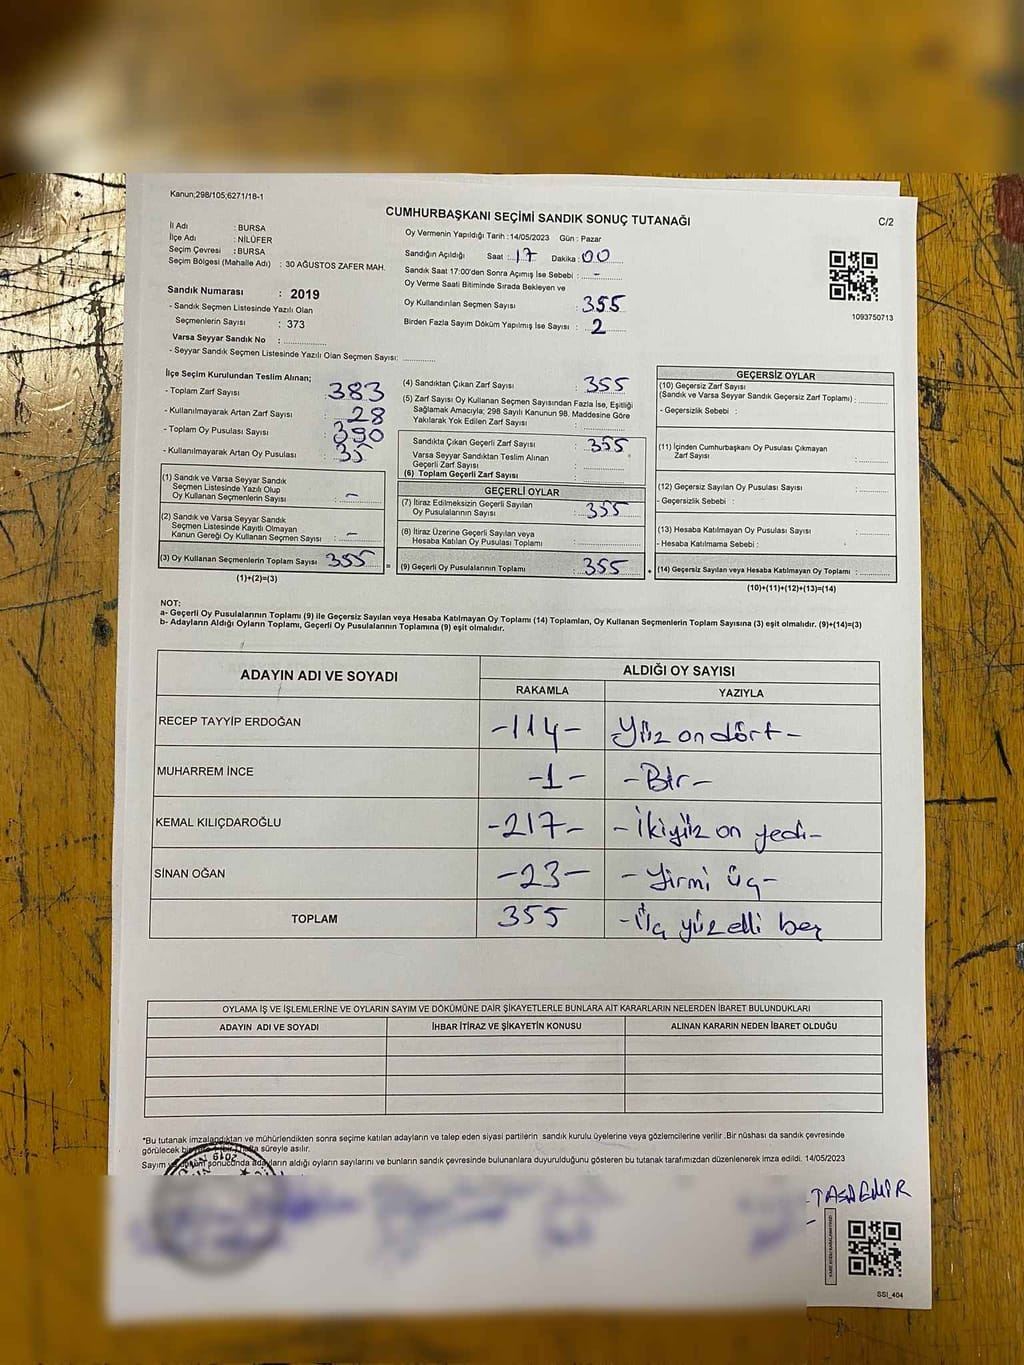 Kanun;298/105;6271/18-1
CUMHURBAŞKANI SEÇİMİ SANDIK SONUÇ TUTANAĞI
C/2
İl Adı : BURSA
İlçe Adı : NİLÜFER
Seçim Çevresi : BURSA
Seçim Bölgesi (Mahalle Adı) : 30 AĞUSTOS ZAFER MAH.
Sandık Numarası : 2019
- Sandık Seçmen Listesinde Yazılı Olan
Seçmenlerin Sayısı : 373
Varsa Seyyar Sandık No :
- Seyyar Sandık Seçmen Listesinde Yazılı Olan Seçmen Sayısı:
Oy Vermenin Yapıldığı Tarih : 14/05/2023 Gün : Pazar
Sandığın Açıldığı Saat : 17 Dakika : 00
Sandık Saat 17:00'den Sonra Açımış İse Sebebi : -
Oy Verme Saati Bitiminde Sırada Bekleyen ve
Oy Kullandırılan Seçmen Sayısı : 355
Birden Fazla Sayım Döküm Yapılmış İse Sayısı : 2
1093750713
İlçe Seçim Kurulundan Teslim Alınan;
- Toplam Zarf Sayısı : 383
- Kullanılmayarak Artan Zarf Sayısı : 28
- Toplam Oy Pusulası Sayısı : 390
- Kullanılmayarak Artan Oy Pusulası : 35
(1) Sandık ve Varsa Seyyar Sandık
Seçmen Listesinde Yazılı Olup
Oy Kullanan Seçmenlerin Sayısı : -
(2) Sandık ve Varsa Seyyar Sandık
Seçmen Listesinde Kayıtlı Olmayan
Kanun Gereği Oy Kullanan Seçmen Sayısı : -
(3) Oy Kullanan Seçmenlerin Toplam Sayısı 355
(1)+(2)=(3)
=
(4) Sandıktan Çıkan Zarf Sayısı : 355
(5) Zarf Sayısı Oy Kullanan Seçmen Sayısından Fazla İse, Eşitliği
Sağlamak Amacıyla; 298 Sayılı Kanunun 98. Maddesine Göre
Yakılarak Yok Edilen Zarf Sayısı :
Sandıkta Çıkan Geçerli Zarf Sayısı : 355
Varsa Seyyar Sandıktan Teslim Alınan
Geçerli Zarf Sayısı :
(6) Toplam Geçerli Zarf Sayısı :
GEÇERLİ OYLAR
(7) İtiraz Edilmeksizin Geçerli Sayılan
Oy Pusulalarının Sayısı : 355
(8) İtiraz Üzerine Geçerli Sayılan veya
Hesaba Katılan Oy Pusulası Toplamı :
(9) Geçerli Oy Pusulalarının Toplamı : 355
+
GEÇERSİZ OYLAR
(10) Geçersiz Zarf Sayısı
(Sandık ve Varsa Seyyar Sandık Geçersiz Zarf Toplamı) :
- Geçersizlik Sebebi :
(11) İçinden Cumhurbaşkanı Oy Pusulası Çıkmayan
Zarf Sayısı :
(12) Geçersiz Sayılan Oy Pusulası Sayısı :
- Geçersizlik Sebebi :
(13) Hesaba Katılmayan Oy Pusulası Sayısı :
- Hesaba Katılmama Sebebi :
(14) Geçersiz Sayılan veya Hesaba Katılmayan Oy Toplamı :
(10)+(11)+(12)+(13)=(14)
NOT:
a- Geçerli Oy Pusulalarının Toplamı (9) ile Geçersiz Sayılan veya Hesaba Katılmayan Oy Toplamı (14) Toplamları, Oy Kullanan Seçmenlerin Toplam Sayısına (3) eşit olmalıdır. (9)+(14)=(3)
b- Adayların Aldığı Oyların Toplamı, Geçerli Oy Pusulalarının Toplamına (9) eşit olmalıdır.
ADAYIN ADI VE SOYADI ALDIĞI OY SAYISI
RAKAMLA YAZIYLA
RECEP TAYYİP ERDOĞAN -114- Yüz on dört-
MUHARREM İNCE -1- -Bir-
KEMAL KILIÇDAROĞLU -217- -İkiyüz on yedi-
SİNAN OĞAN -23- -Yirmi üç-
TOPLAM 355 -Üç yüz elli beş
OYLAMA İŞ VE İŞLEMLERİNE VE OYLARIN SAYIM VE DÖKÜMÜNE DAİR ŞİKAYETLERLE BUNLARA AİT KARARLARIN NELERDEN İBARET BULUNDUKLARI
ADAYIN ADI VE SOYADI İHBAR İTİRAZ VE ŞİKAYETİN KONUSU ALINAN KARARIN NEDEN İBARET OLDUĞU
*Bu tutanak imzalandıktan ve mühürlendikten sonra seçime katılan adayların ve talep eden siyasi partilerin sandık kurulu üyelerine veya gözlemcilerine verilir .Bir nüshası da sandık çevresinde
görülecek bir süreyle asılır.
Sayım sonucunda adayların aldığı oyların sayılarını ve bunların sandık çevresinde bulunanlara duyurulduğunu gösteren bu tutanak tarafımızdan düzenlenerek imza edildi. 14/05/2023
2019
TAŞDEMİR
SSI_404